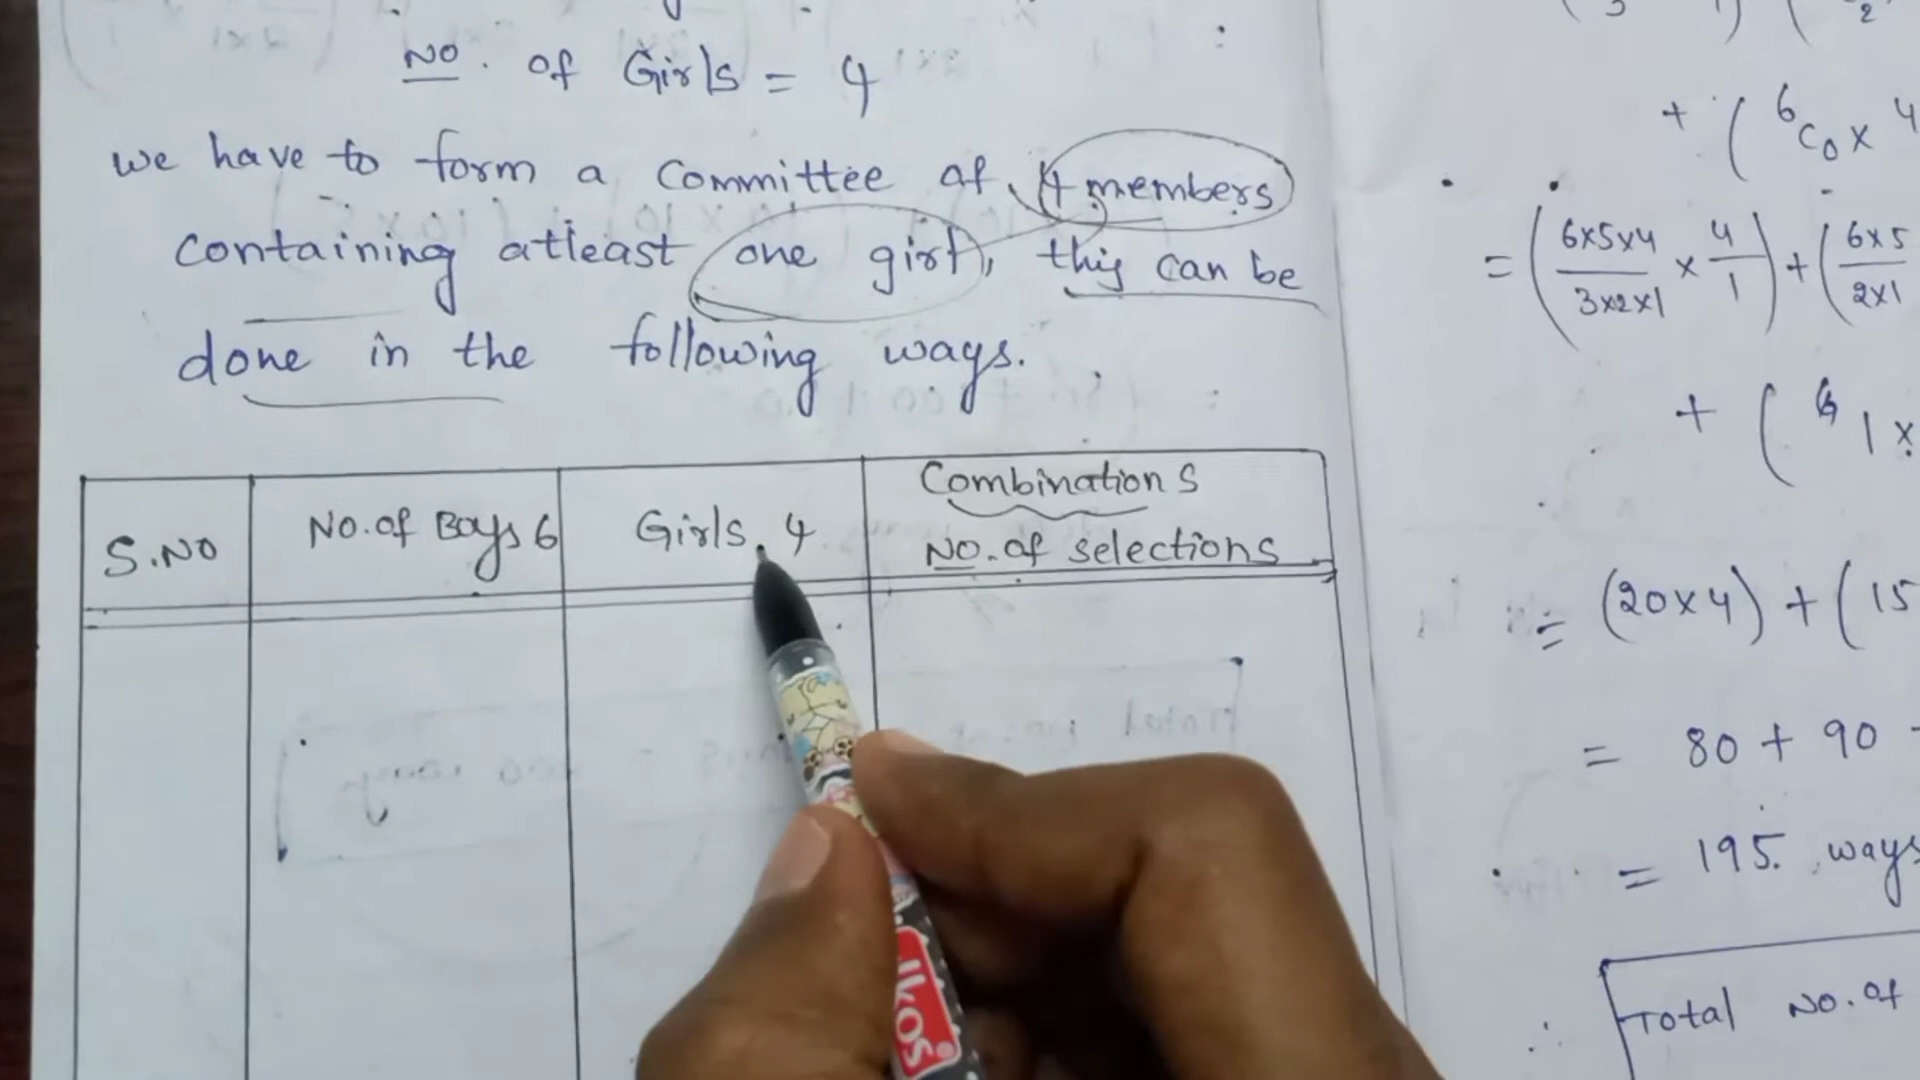 No. of Girls = 4
we have to form a committee of 4 members
containing atleast one girl, this can be
done in the following ways.
S.NO
No. of Boys 6
Girls 4
Combinations
No. of selections
+ ( 6C0 x 4
= ( 6x5x4 / 3x2x1 x 4 / 1 ) + ( 6x5 / 2x1
+ ( 1 x
= (20x4) + (15
= 80 + 90
= 195 ways
∴ Total No. of
elkos